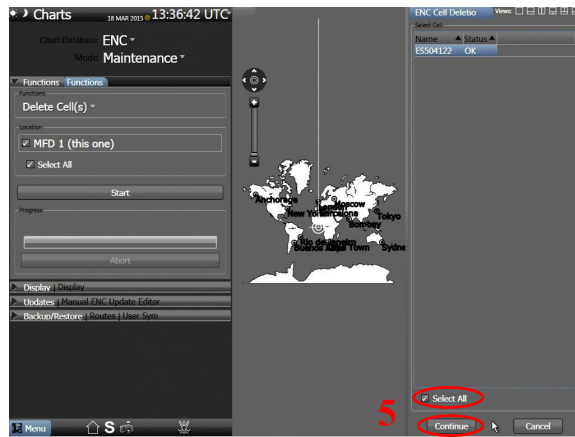 Charts 18 MAR 2015 13:36:42 UTC
Chart Database: ENC
Mode: Maintenance
Functions Functions
Functions
Delete Cell(s)
Location
MFD 1 (this one)
Select All
Start
Progress
Abort
Display | Display
Updates | Manual ENC Update Editor
Backup/Restore | Routes | User Sym
Menu S
Anchorage
London
Moscow
New York
Barcelona
Tokyo
Bombay
Rio de Janeiro
Buenos Aires
Town
Sydne
ENC Cell Deletio Views:
Select Cell
Name Status
ES504122 OK
Select All
5
Continue Cancel